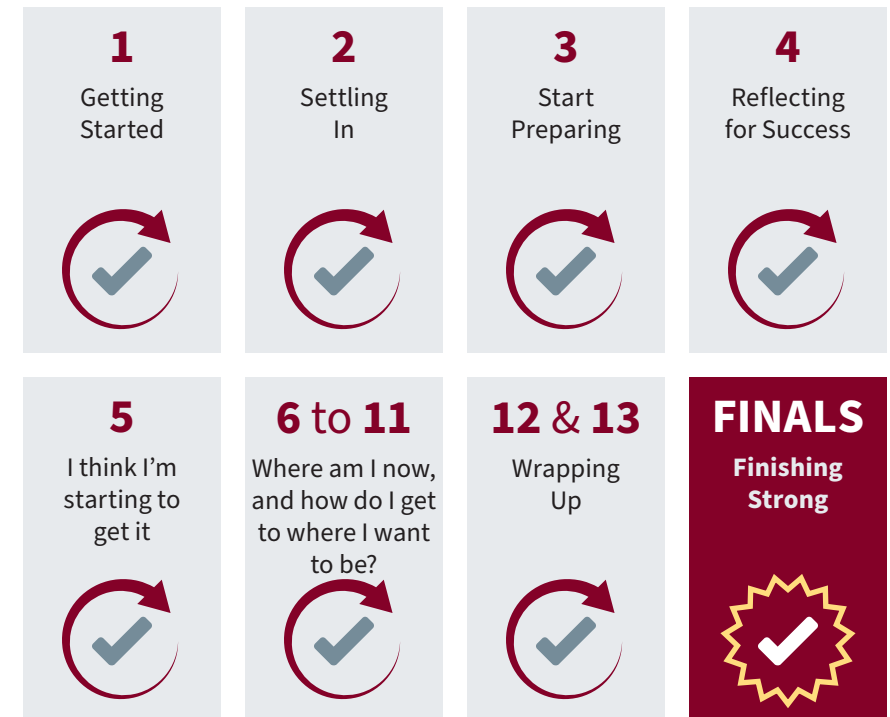 1
Getting
Started
2
Settling
In
3
Start
Preparing
4
Reflecting
for Success
5
I think I’m
starting to
get it
6 to 11
Where am I now,
and how do I get
to where I want
to be?
12 & 13
Wrapping
Up
FINALS
Finishing
Strong